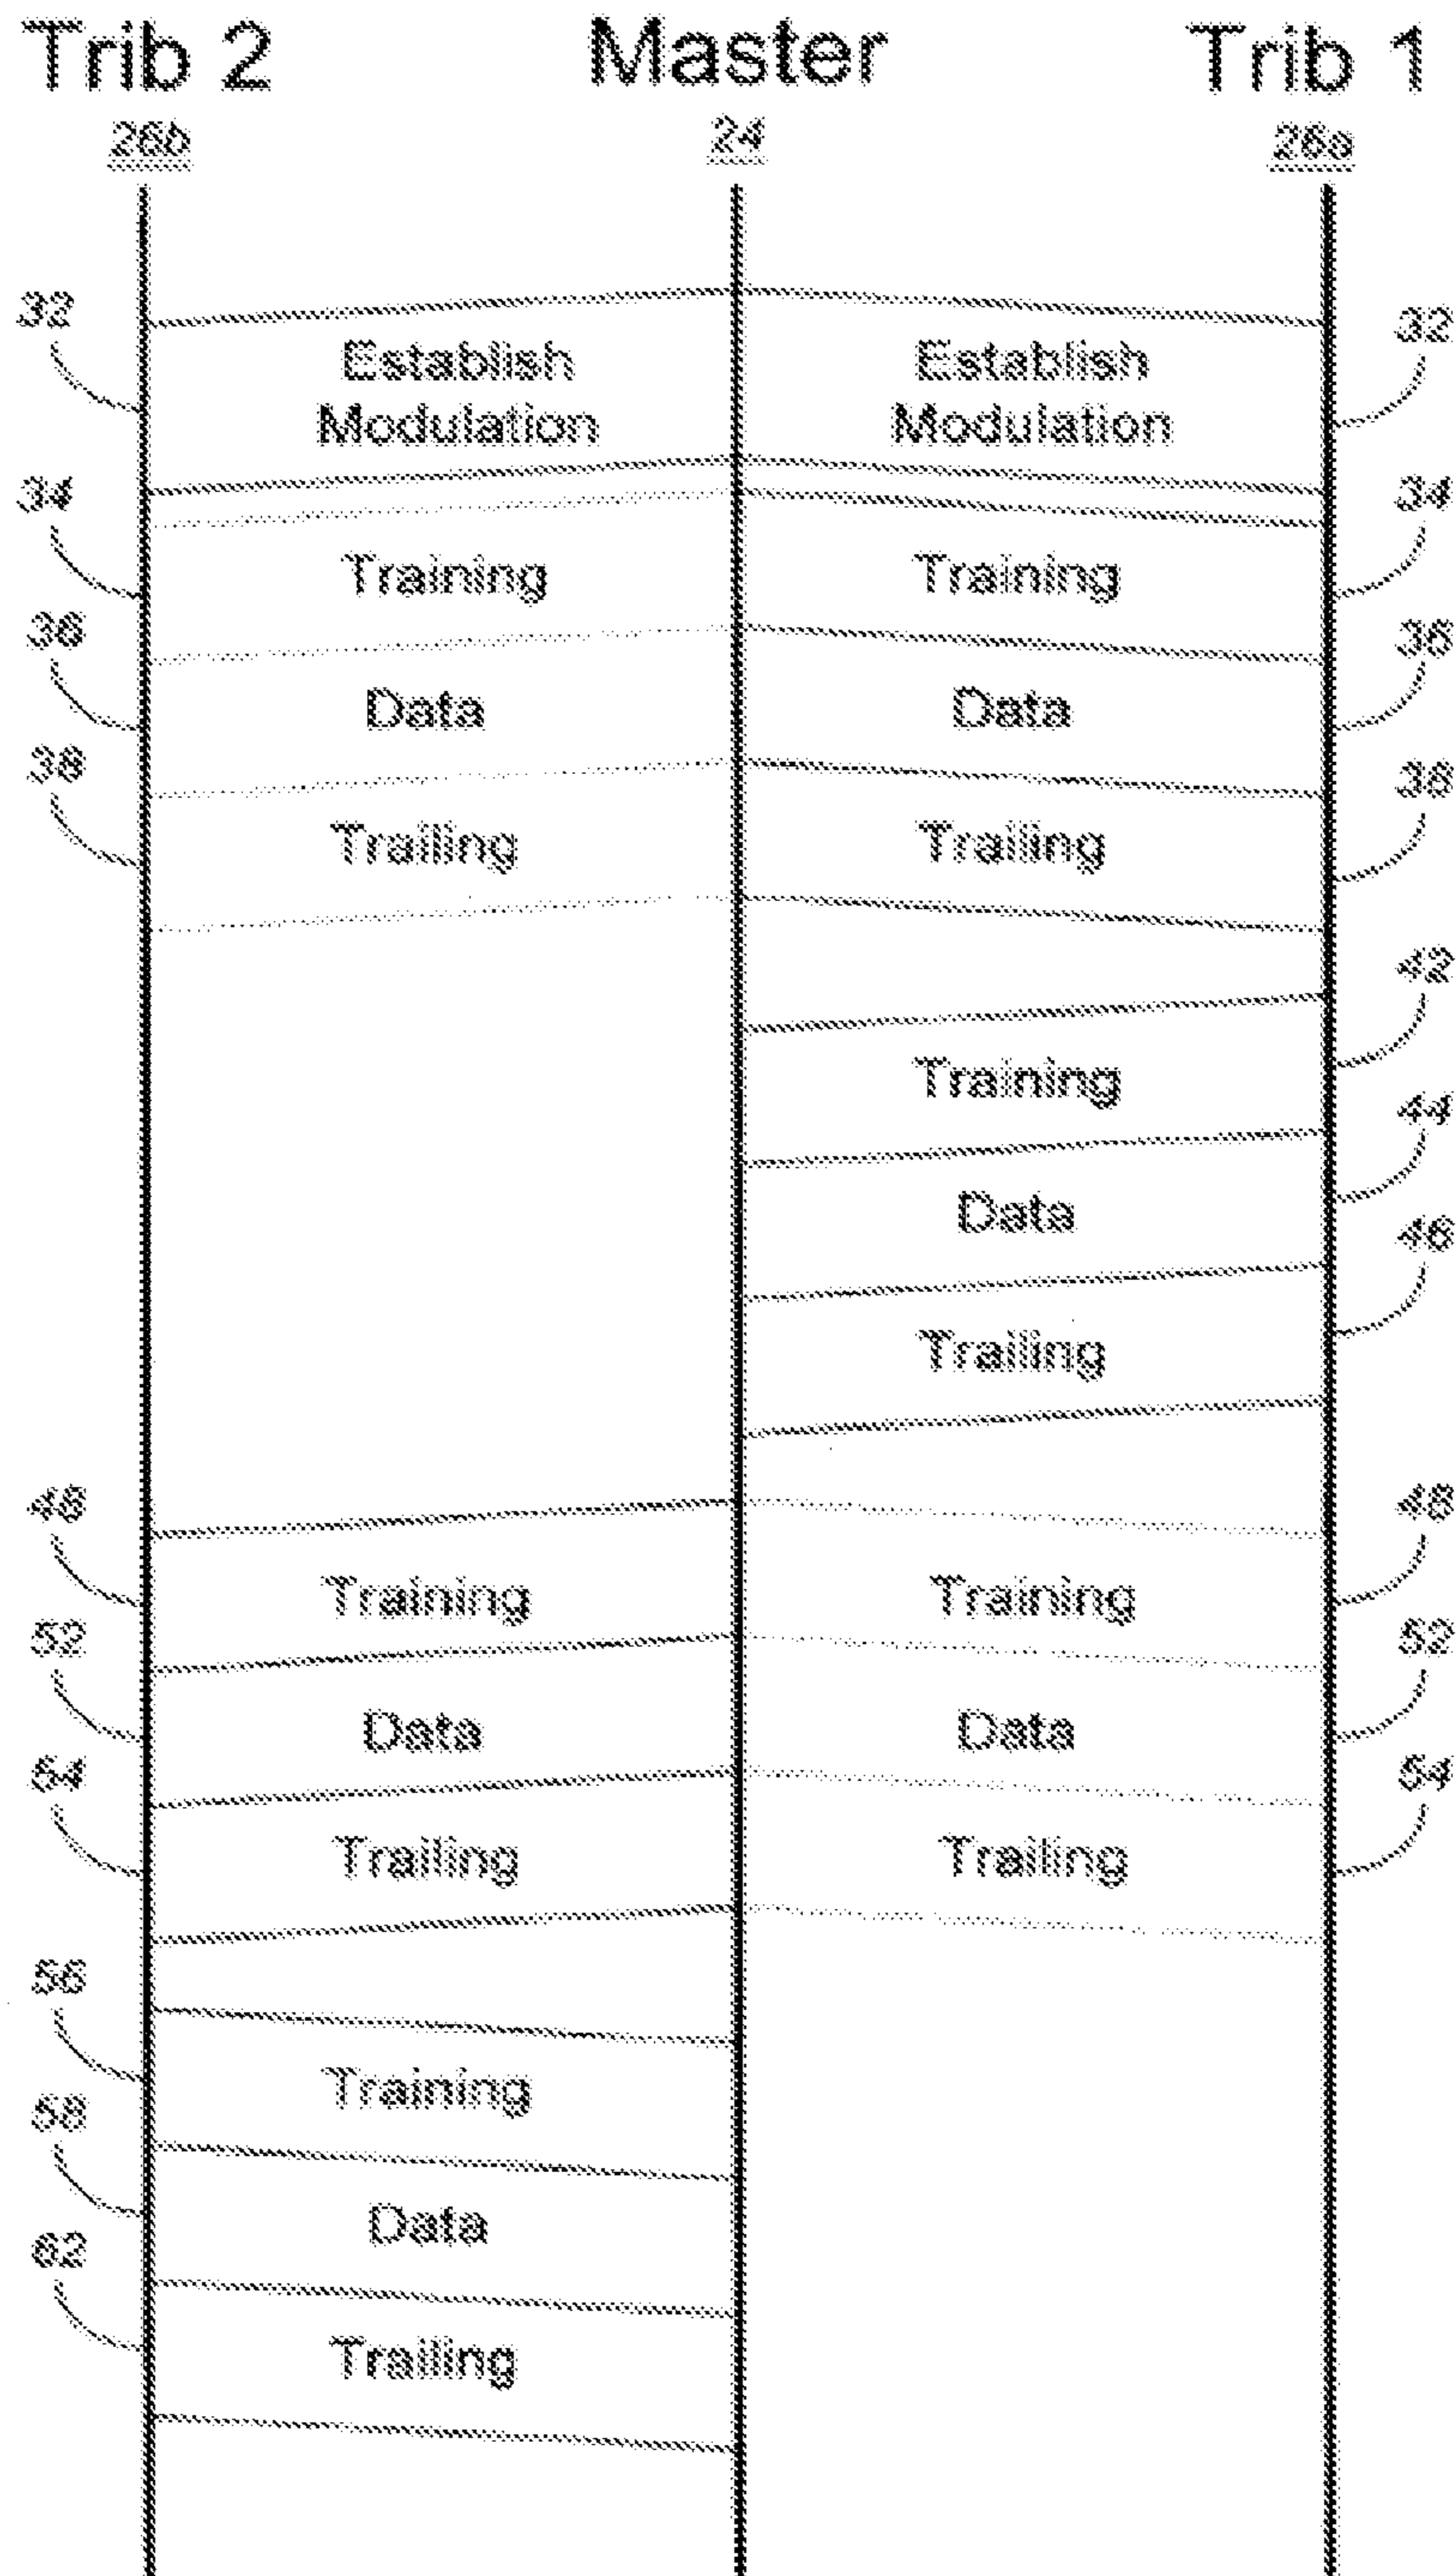 Trib 2 Master Trib 1
26b 24 26a
32 32
Establish Establish
Modulation Modulation
34 34
Training Training
36 36
Data Data
38 38
Trailing Trailing
42
Training
44
Data
46
Trailing
48 48
Training Training
52 52
Data Data
54 54
Trailing Trailing
56
Training
58
Data
62
Trailing